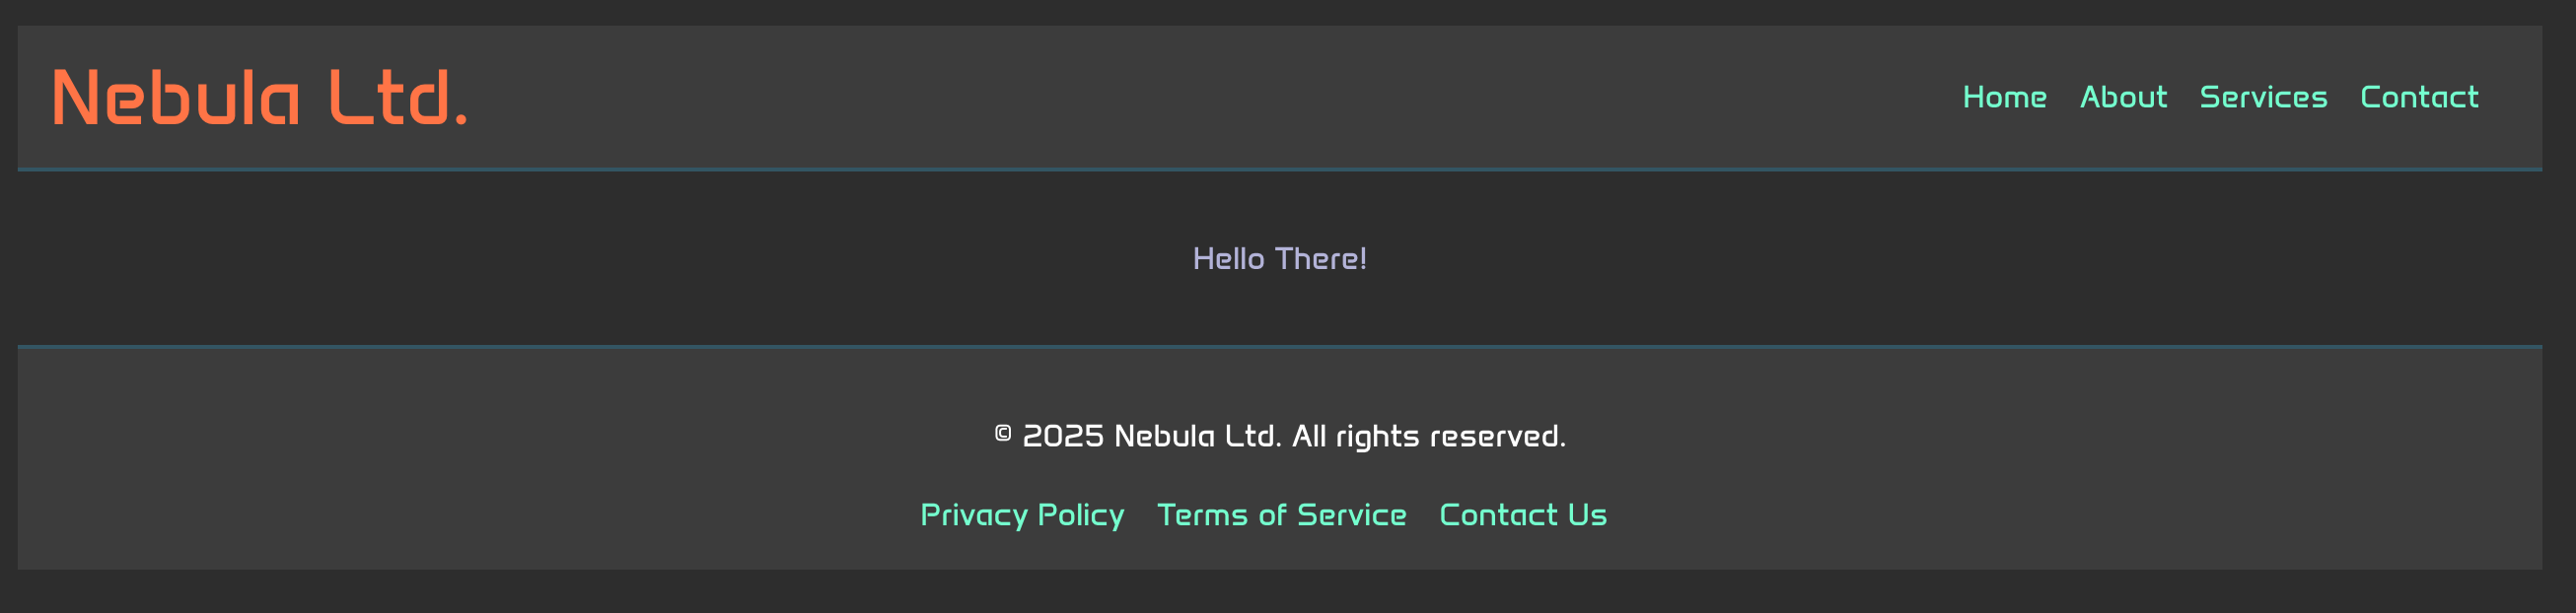 Nebula Ltd.
Home About Services Contact
Hello There!
© 2025 Nebula Ltd. All rights reserved.
Privacy Policy Terms of Service Contact Us